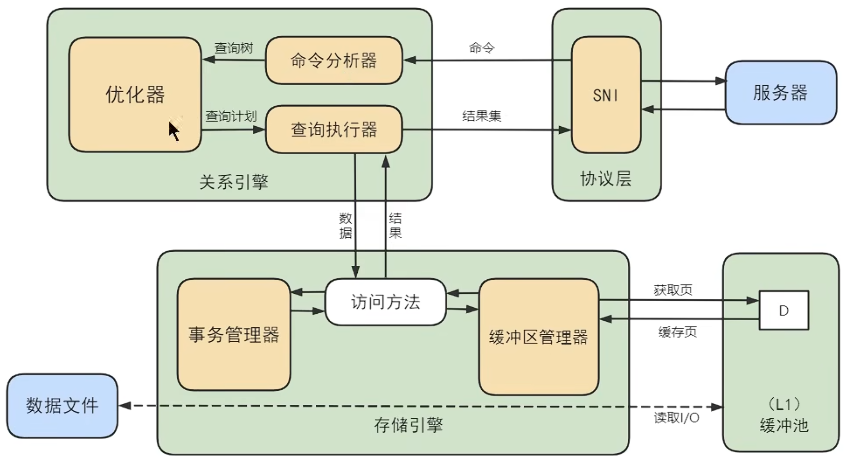 查询树
命令分析器
命令
优化器
SNI
服务器
查询计划
查询执行器
结果集
关系引擎
协议层
数据
结果
事务管理器
访问方法
缓冲区管理器
获取页
D
缓存页
数据文件
存储引擎
读取I/O
（L1）
缓冲池